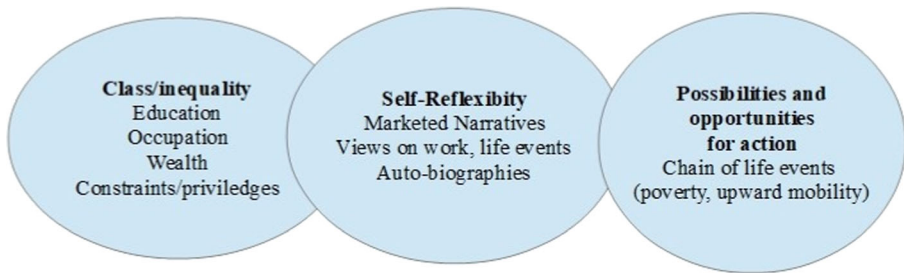 Class/inequality
Education
Occupation
Wealth
Constraints/priviledges
Self-Reflexibity
Marketed Narratives
Views on work, life events
Auto-biographies
Possibilities and
opportunities
for action
Chain of life events
(poverty, upward mobility)